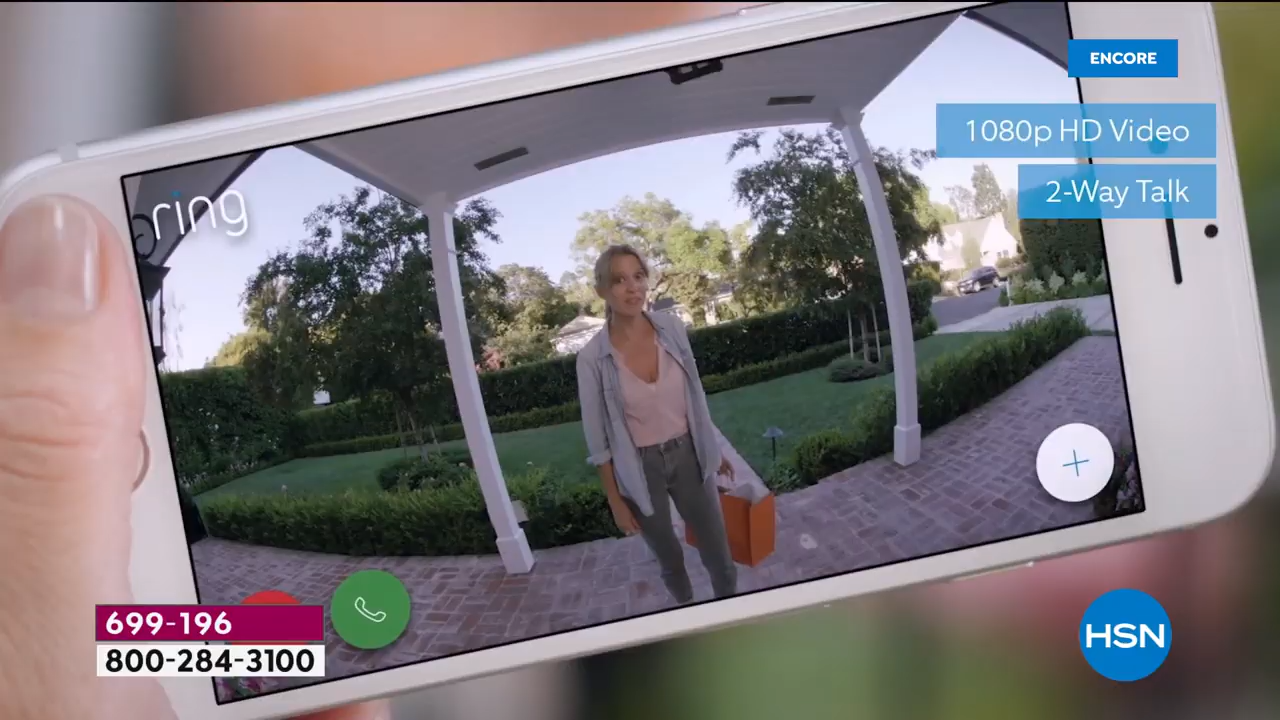 ENCORE
1080p HD Video
2-Way Talk
ring
699-196
800-284-3100
HSN